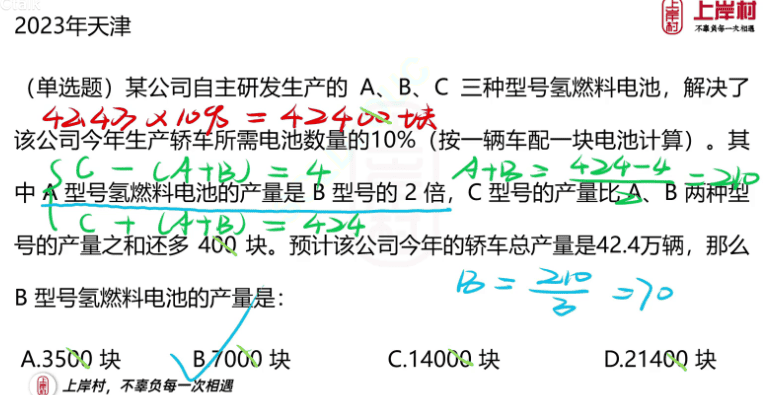 上岸村
不辜负每一次相遇
2023年天津
（单选题）某公司自主研发生产的 A、B、C 三种型号氢燃料电池，解决了
42.4万×10%=42400块
该公司今年生产轿车所需电池数量的10%（按一辆车配一块电池计算）。其
C-(A+B)=4
A+B=424-4/2=210
中 A 型号氢燃料电池的产量是 B 型号的 2 倍，C 型号的产量比 A、B 两种型
C+(A+B)=424
号的产量之和还多 400 块。预计该公司今年的轿车总产量是42.4万辆，那么
B=210/3=70
B 型号氢燃料电池的产量是：
A.3500 块 B.7000 块 C.14000 块 D.21400 块
上岸村，不辜负每一次相遇